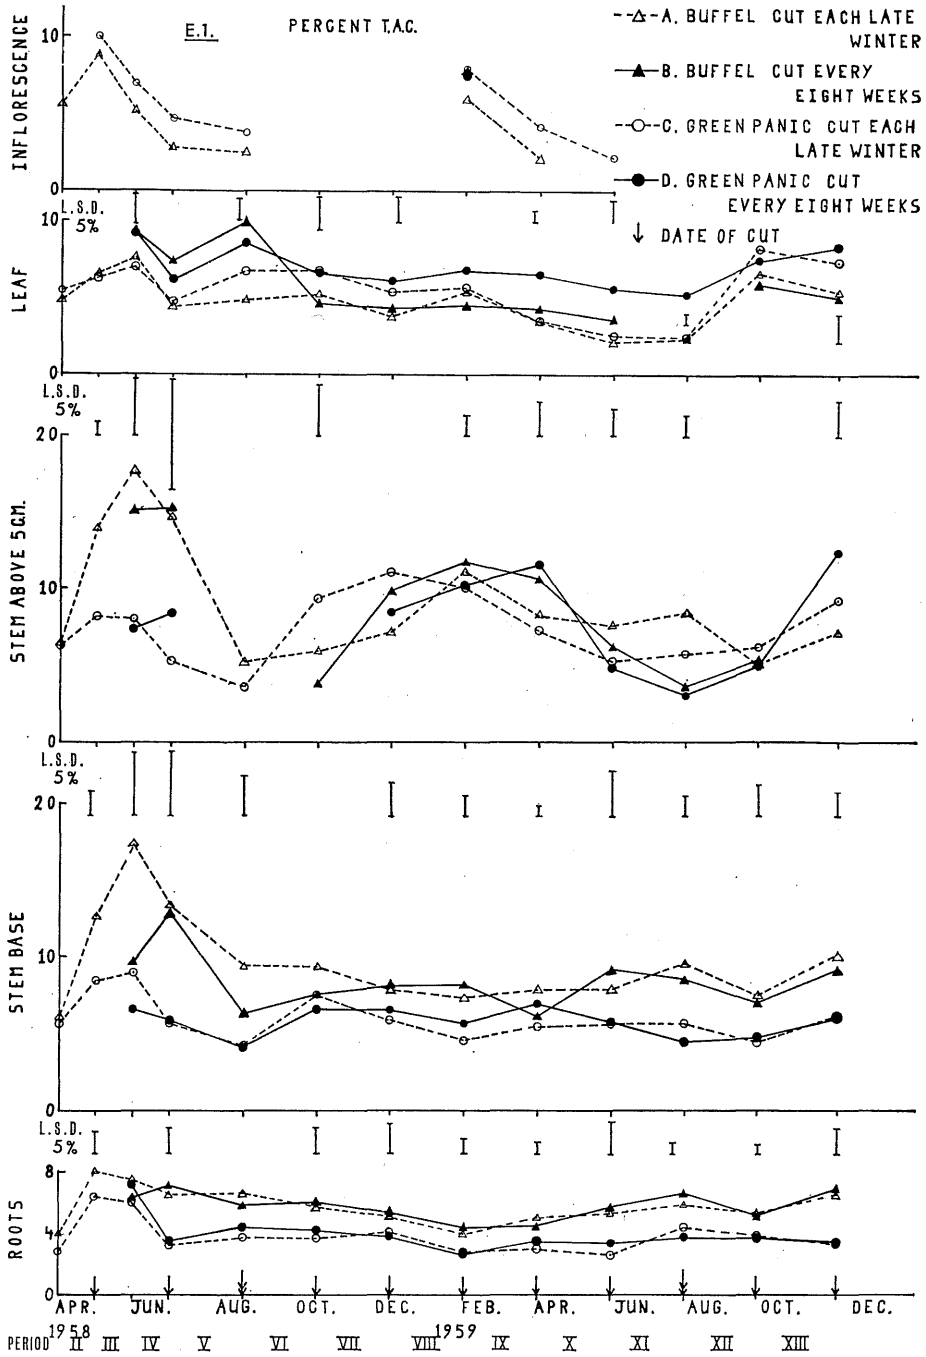 E.1.
PERCENT T.A.C.
A. BUFFEL CUT EACH LATE
WINTER
B. BUFFEL CUT EVERY
EIGHT WEEKS
C. GREEN PANIC CUT EACH
LATE WINTER
D. GREEN PANIC CUT
EVERY EIGHT WEEKS
↓ DATE OF CUT
INFLORESCENCE
10
0
L.S.D.
5%
LEAF
10
0
L.S.D.
5%
STEM ABOVE 5CM.
20
10
0
L.S.D.
5%
STEM BASE
20
10
0
L.S.D.
5%
ROOTS
8
4
0
APR. JUN. AUG. OCT. DEC. FEB. APR. JUN. AUG. OCT. DEC.
1958 1959
PERIOD II III IV V VI VII VIII IX X XI XII XIII